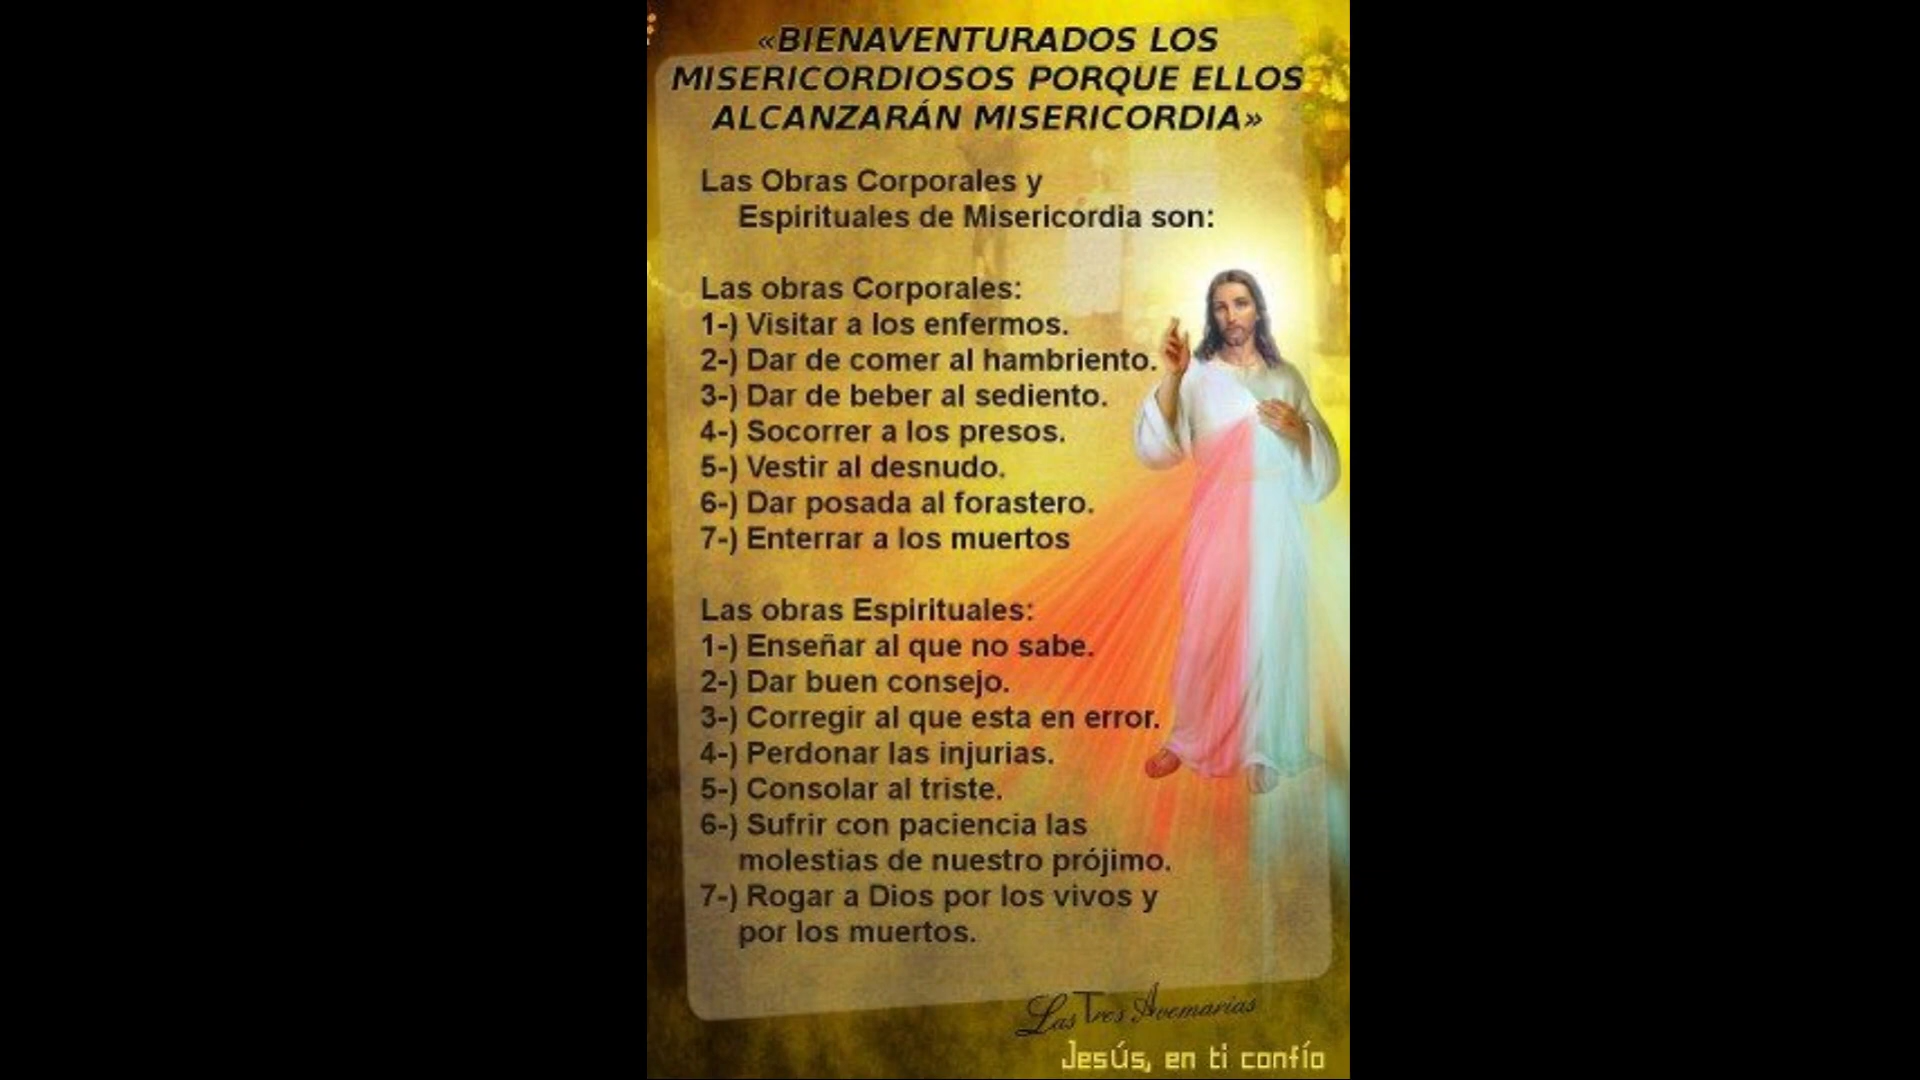 «BIENAVENTURADOS LOS
MISERICORDIOSOS PORQUE ELLOS
ALCANZARÁN MISERICORDIA»
Las Obras Corporales y
Espirituales de Misericordia son:
Las obras Corporales:
1-) Visitar a los enfermos.
2-) Dar de comer al hambriento.
3-) Dar de beber al sediento.
4-) Socorrer a los presos.
5-) Vestir al desnudo.
6-) Dar posada al forastero.
7-) Enterrar a los muertos
Las obras Espirituales:
1-) Enseñar al que no sabe.
2-) Dar buen consejo.
3-) Corregir al que esta en error.
4-) Perdonar las injurias.
5-) Consolar al triste.
6-) Sufrir con paciencia las
molestias de nuestro prójimo.
7-) Rogar a Dios por los vivos y
por los muertos.
Las Tres Avemarías
Jesús, en ti confío